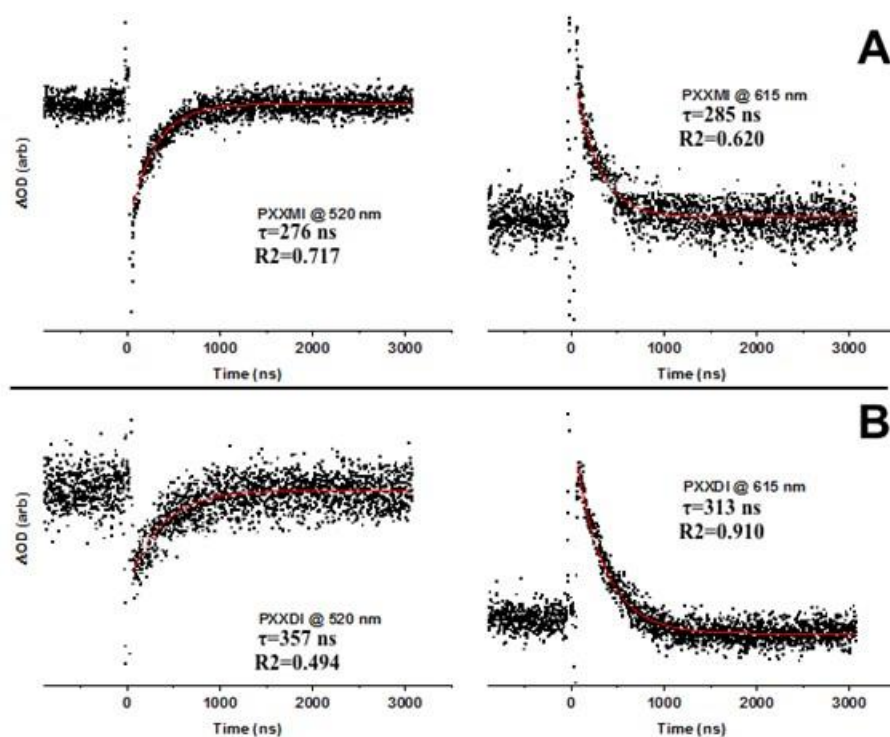 A
ΔOD (arb)
PXXMI @ 520 nm
τ=276 ns
R2=0.717
0 1000 2000 3000
Time (ns)
PXXMI @ 615 nm
τ=285 ns
R2=0.620
0 1000 2000 3000
Time (ns)
B
ΔOD (arb)
PXXDI @ 520 nm
τ=357 ns
R2=0.494
0 1000 2000 3000
Time (ns)
PXXDI @ 615 nm
τ=313 ns
R2=0.910
0 1000 2000 3000
Time (ns)